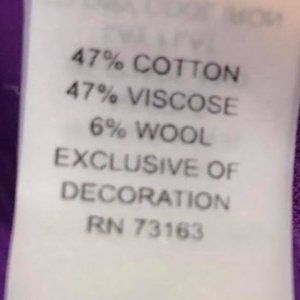 47% COTTON
47% VISCOSE
6% WOOL
EXCLUSIVE OF
DECORATION
RN 73163